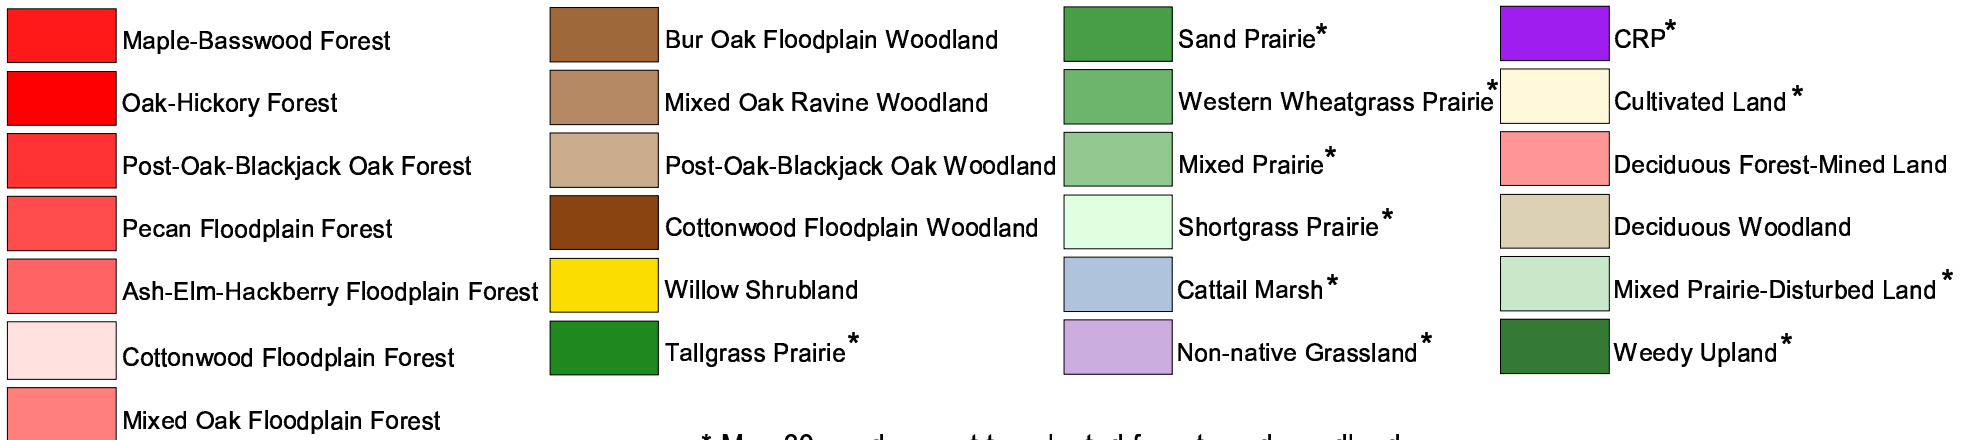 Maple-Basswood Forest
Oak-Hickory Forest
Post-Oak-Blackjack Oak Forest
Pecan Floodplain Forest
Ash-Elm-Hackberry Floodplain Forest
Cottonwood Floodplain Forest
Mixed Oak Floodplain Forest
Bur Oak Floodplain Woodland
Mixed Oak Ravine Woodland
Post-Oak-Blackjack Oak Woodland
Cottonwood Floodplain Woodland
Willow Shrubland
Tallgrass Prairie*
Sand Prairie*
Western Wheatgrass Prairie*
Mixed Prairie*
Shortgrass Prairie*
Cattail Marsh*
Non-native Grassland*
CRP*
Cultivated Land*
Deciduous Forest-Mined Land
Deciduous Woodland
Mixed Prairie-Disturbed Land*
Weedy Upland*